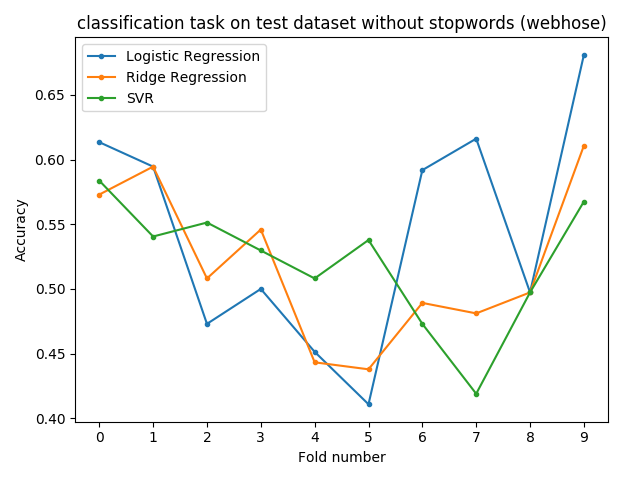 classification task on test dataset without stopwords (webhose)
Logistic Regression
Ridge Regression
SVR
0.65
0.60
0.55
0.50
0.45
0.40
Accuracy
0 1 2 3 4 5 6 7 8 9
Fold number